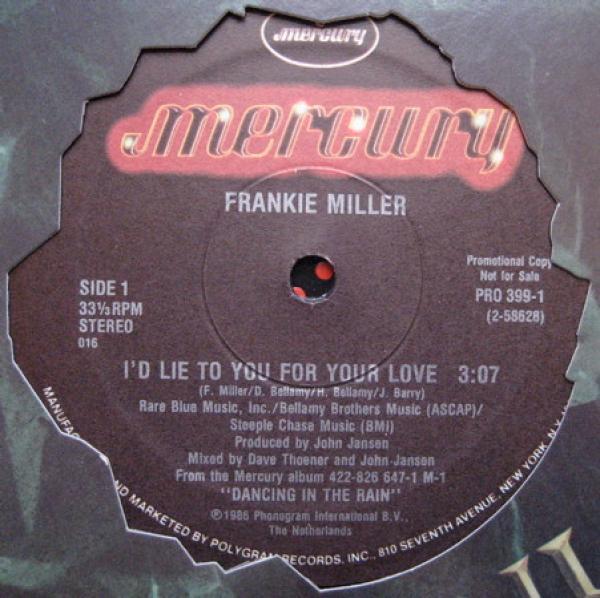 mercury
mercury
FRANKIE MILLER
Promotional Copy
Not for Sale
PRO 399-1
(2-58628)
SIDE 1
33⅓ RPM
STEREO
016
I'D LIE TO YOU FOR YOUR LOVE 3:07
(F. Miller/D. Bellamy/H. Bellamy/J. Barry)
Rare Blue Music, Inc./Bellamy Brothers Music (ASCAP)/
Steeple Chase Music (BMI)
Produced by John Jansen
Mixed by Dave Thoener and John Jansen
From the Mercury album 422-826 647-1 M-1
"DANCING IN THE RAIN"
℗1986 Phonogram International B.V.,
The Netherlands
MANUFAC ND MARKETED BY POLYGRAM RECORDS, INC., 810 SEVENTH AVENUE, NEW YORK, N.Y.